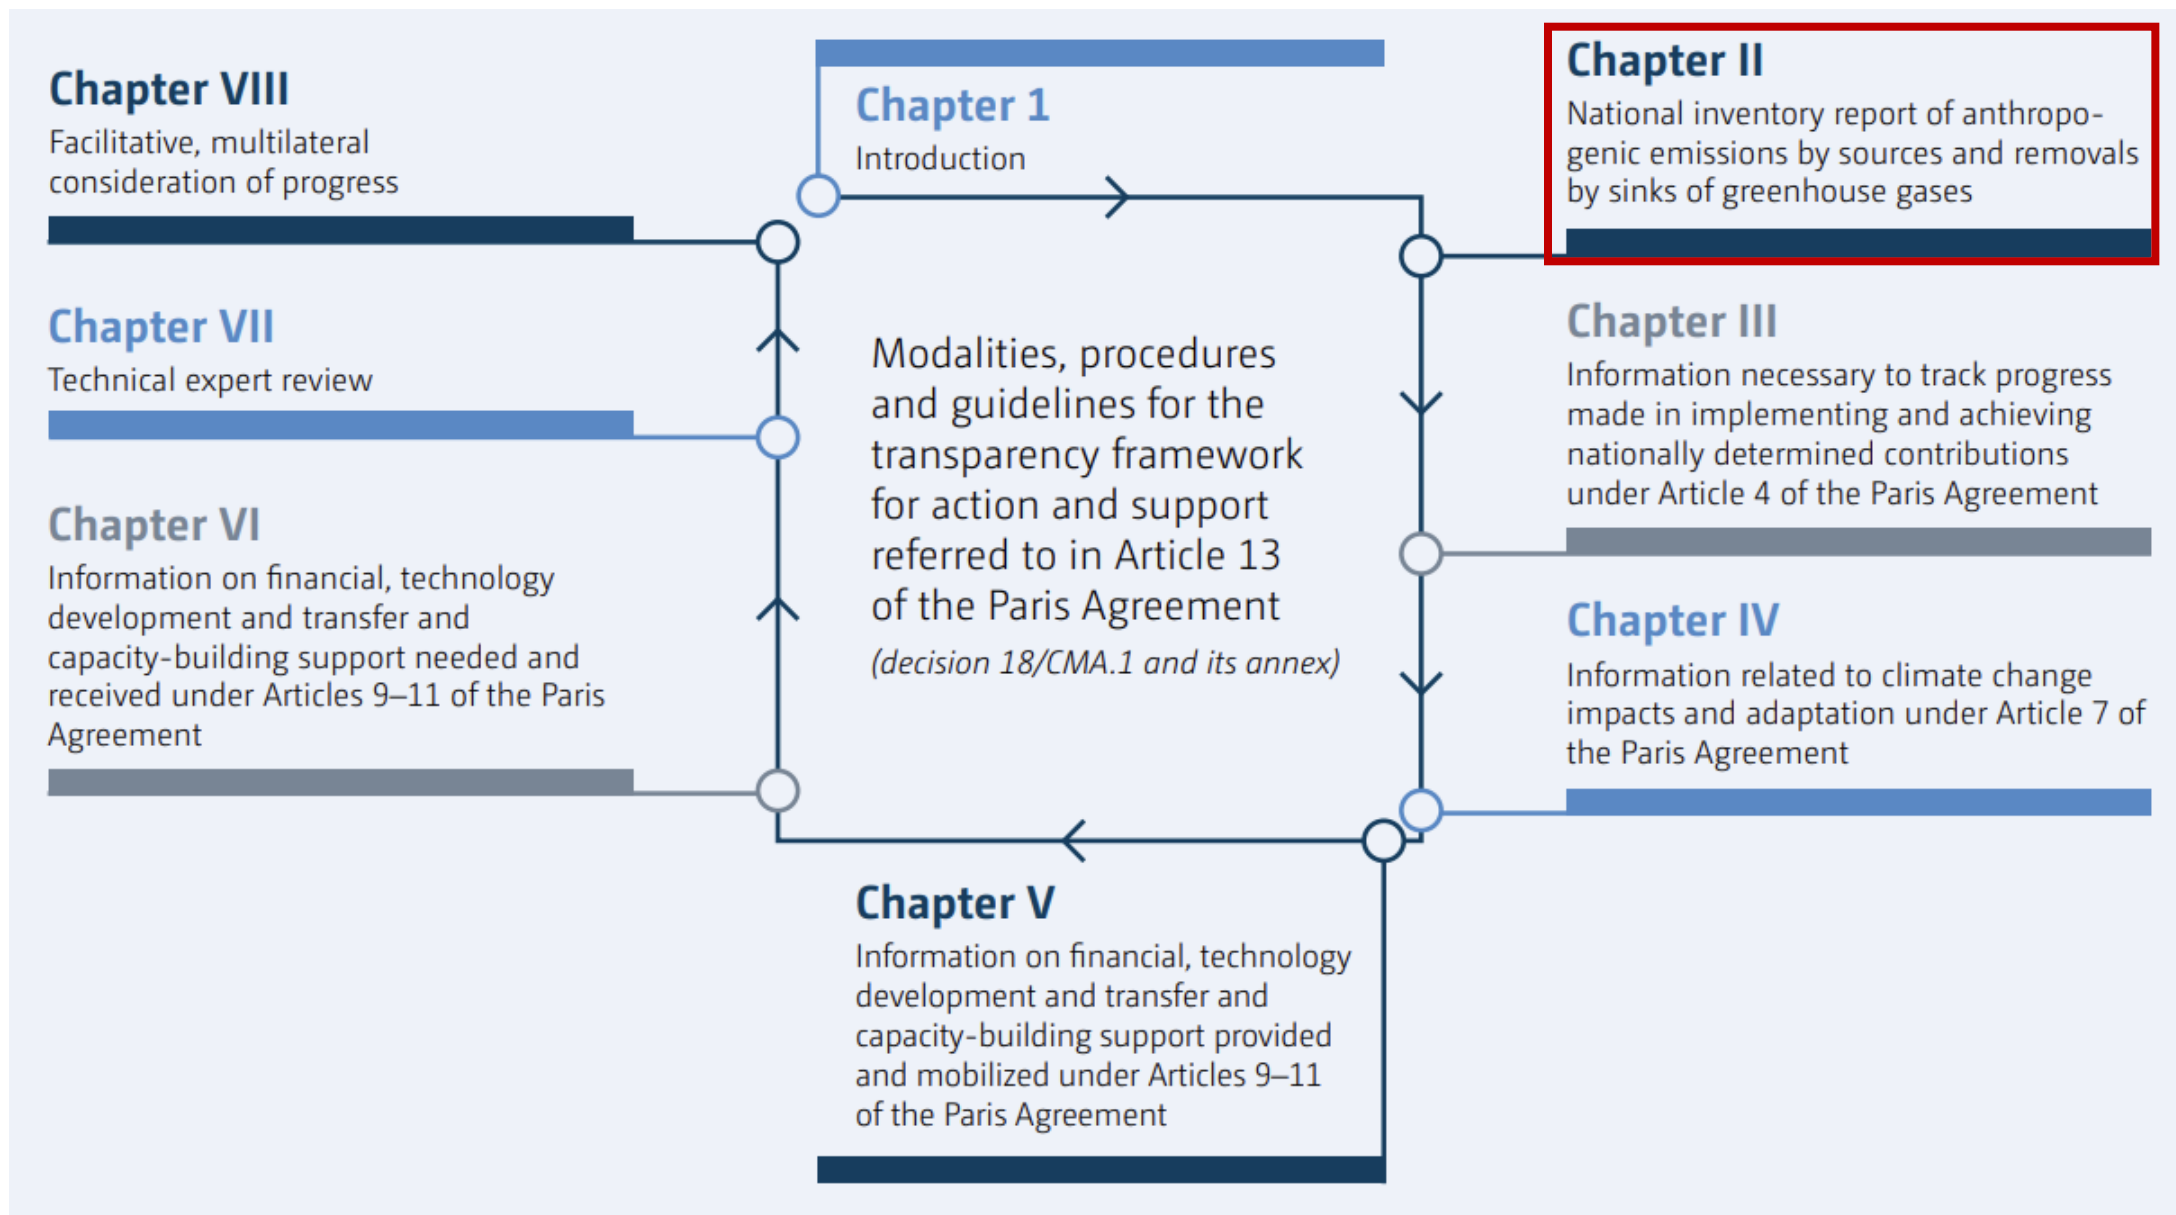 Chapter 1
Introduction
Chapter II
National inventory report of anthropo-
genic emissions by sources and removals
by sinks of greenhouse gases
Chapter III
Information necessary to track progress
made in implementing and achieving
nationally determined contributions
under Article 4 of the Paris Agreement
Chapter IV
Information related to climate change
impacts and adaptation under Article 7 of
the Paris Agreement
Chapter V
Information on financial, technology
development and transfer and
capacity-building support provided
and mobilized under Articles 9–11
of the Paris Agreement
Chapter VI
Information on financial, technology
development and transfer and
capacity-building support needed and
received under Articles 9–11 of the Paris
Agreement
Chapter VII
Technical expert review
Chapter VIII
Facilitative, multilateral
consideration of progress
Modalities, procedures
and guidelines for the
transparency framework
for action and support
referred to in Article 13
of the Paris Agreement
(decision 18/CMA.1 and its annex)